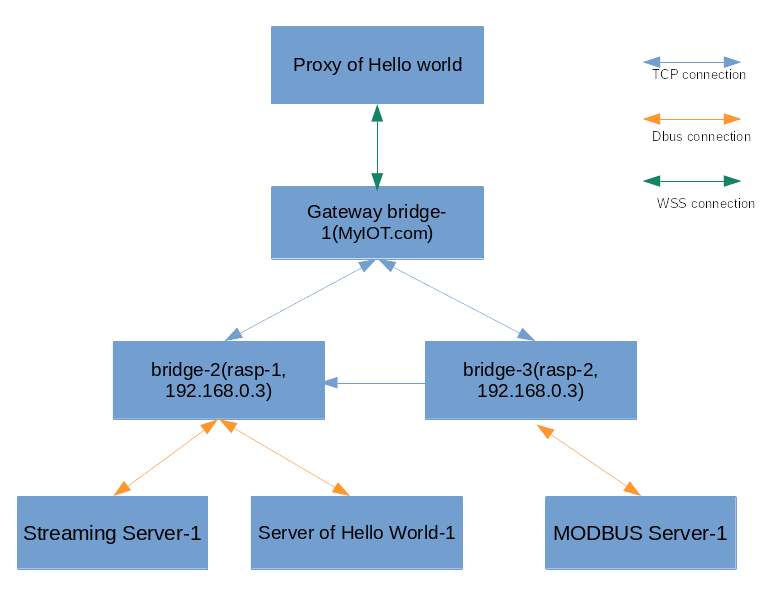 Proxy of Hello world
TCP connection
Dbus connection
WSS connection
Gateway bridge-
1(MyIOT.com)
bridge-2(rasp-1,
192.168.0.3)
bridge-3(rasp-2,
192.168.0.3)
Streaming Server-1
Server of Hello World-1
MODBUS Server-1